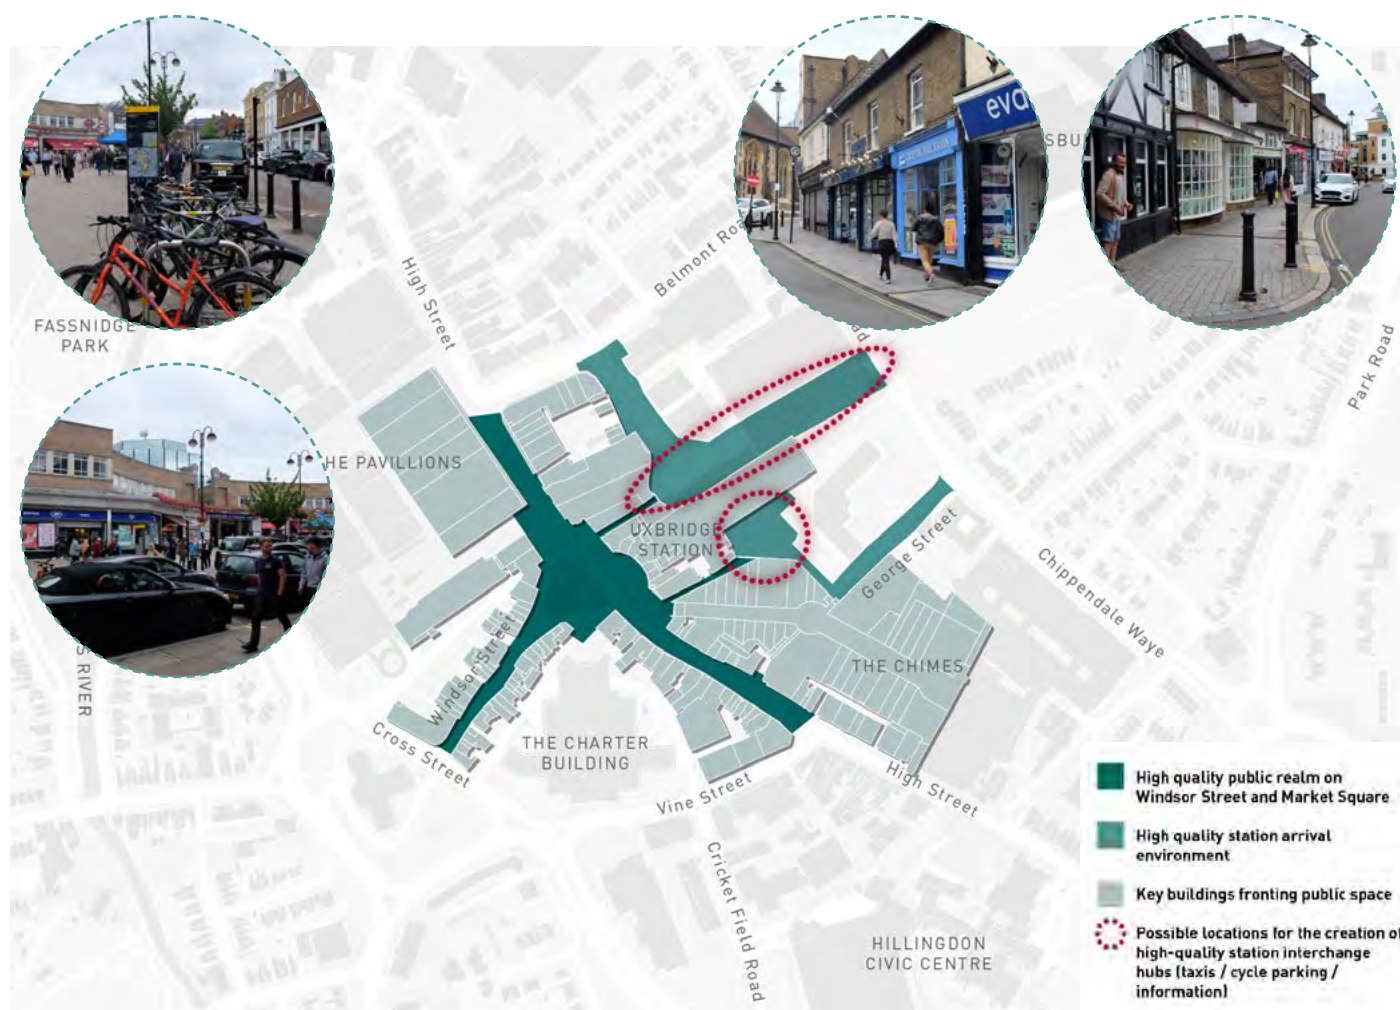 eva
SBU
High Street
Belmont Road
ad
FASSNIDGE
PARK
Park Road
HE PAVILLIONS
UXBRIDGE
STATION
George Street
Chippendale Waye
Windsor Street
THE CHIMES
S RIVER
Cross Street
THE CHARTER
BUILDING
Vine Street
High Street
Cricket Field Road
HILLINGDON
CIVIC CENTRE
High quality public realm on
Windsor Street and Market Square
High quality station arrival
environment
Key buildings fronting public space
Possible locations for the creation of
high-quality station interchange
hubs (taxis / cycle parking /
information)